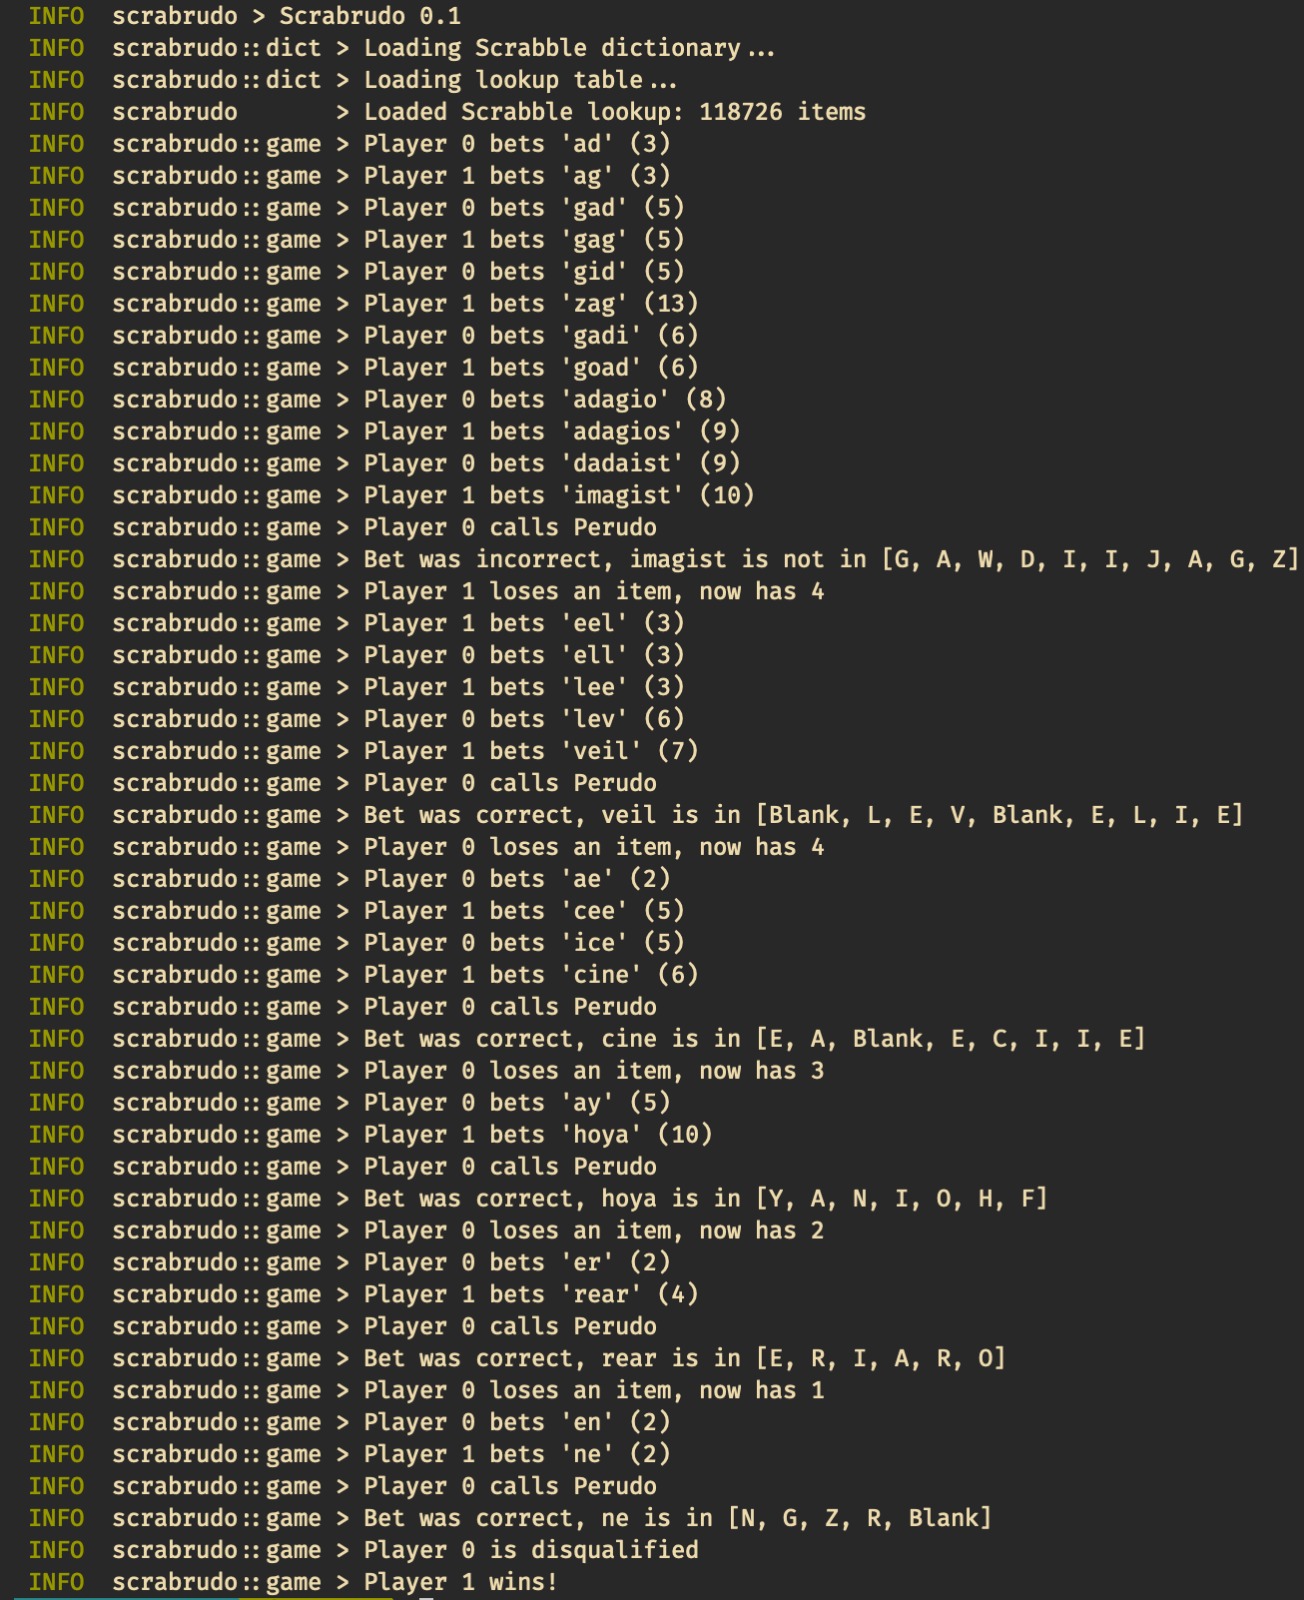 INFO  scrabrudo > Scrabrudo 0.1
INFO  scrabrudo::dict > Loading Scrabble dictionary...
INFO  scrabrudo::dict > Loading lookup table...
INFO  scrabrudo       > Loaded Scrabble lookup: 118726 items
INFO  scrabrudo::game > Player 0 bets 'ad' (3)
INFO  scrabrudo::game > Player 1 bets 'ag' (3)
INFO  scrabrudo::game > Player 0 bets 'gad' (5)
INFO  scrabrudo::game > Player 1 bets 'gag' (5)
INFO  scrabrudo::game > Player 0 bets 'gid' (5)
INFO  scrabrudo::game > Player 1 bets 'zag' (13)
INFO  scrabrudo::game > Player 0 bets 'gadi' (6)
INFO  scrabrudo::game > Player 1 bets 'goad' (6)
INFO  scrabrudo::game > Player 0 bets 'adagio' (8)
INFO  scrabrudo::game > Player 1 bets 'adagios' (9)
INFO  scrabrudo::game > Player 0 bets 'dadaist' (9)
INFO  scrabrudo::game > Player 1 bets 'imagist' (10)
INFO  scrabrudo::game > Player 0 calls Perudo
INFO  scrabrudo::game > Bet was incorrect, imagist is not in [G, A, W, D, I, I, J, A, G, Z]
INFO  scrabrudo::game > Player 1 loses an item, now has 4
INFO  scrabrudo::game > Player 1 bets 'eel' (3)
INFO  scrabrudo::game > Player 0 bets 'ell' (3)
INFO  scrabrudo::game > Player 1 bets 'lee' (3)
INFO  scrabrudo::game > Player 0 bets 'lev' (6)
INFO  scrabrudo::game > Player 1 bets 'veil' (7)
INFO  scrabrudo::game > Player 0 calls Perudo
INFO  scrabrudo::game > Bet was correct, veil is in [Blank, L, E, V, Blank, E, L, I, E]
INFO  scrabrudo::game > Player 0 loses an item, now has 4
INFO  scrabrudo::game > Player 0 bets 'ae' (2)
INFO  scrabrudo::game > Player 1 bets 'cee' (5)
INFO  scrabrudo::game > Player 0 bets 'ice' (5)
INFO  scrabrudo::game > Player 1 bets 'cine' (6)
INFO  scrabrudo::game > Player 0 calls Perudo
INFO  scrabrudo::game > Bet was correct, cine is in [E, A, Blank, E, C, I, I, E]
INFO  scrabrudo::game > Player 0 loses an item, now has 3
INFO  scrabrudo::game > Player 0 bets 'ay' (5)
INFO  scrabrudo::game > Player 1 bets 'hoya' (10)
INFO  scrabrudo::game > Player 0 calls Perudo
INFO  scrabrudo::game > Bet was correct, hoya is in [Y, A, N, I, O, H, F]
INFO  scrabrudo::game > Player 0 loses an item, now has 2
INFO  scrabrudo::game > Player 0 bets 'er' (2)
INFO  scrabrudo::game > Player 1 bets 'rear' (4)
INFO  scrabrudo::game > Player 0 calls Perudo
INFO  scrabrudo::game > Bet was correct, rear is in [E, R, I, A, R, O]
INFO  scrabrudo::game > Player 0 loses an item, now has 1
INFO  scrabrudo::game > Player 0 bets 'en' (2)
INFO  scrabrudo::game > Player 1 bets 'ne' (2)
INFO  scrabrudo::game > Player 0 calls Perudo
INFO  scrabrudo::game > Bet was correct, ne is in [N, G, Z, R, Blank]
INFO  scrabrudo::game > Player 0 is disqualified
INFO  scrabrudo::game > Player 1 wins!